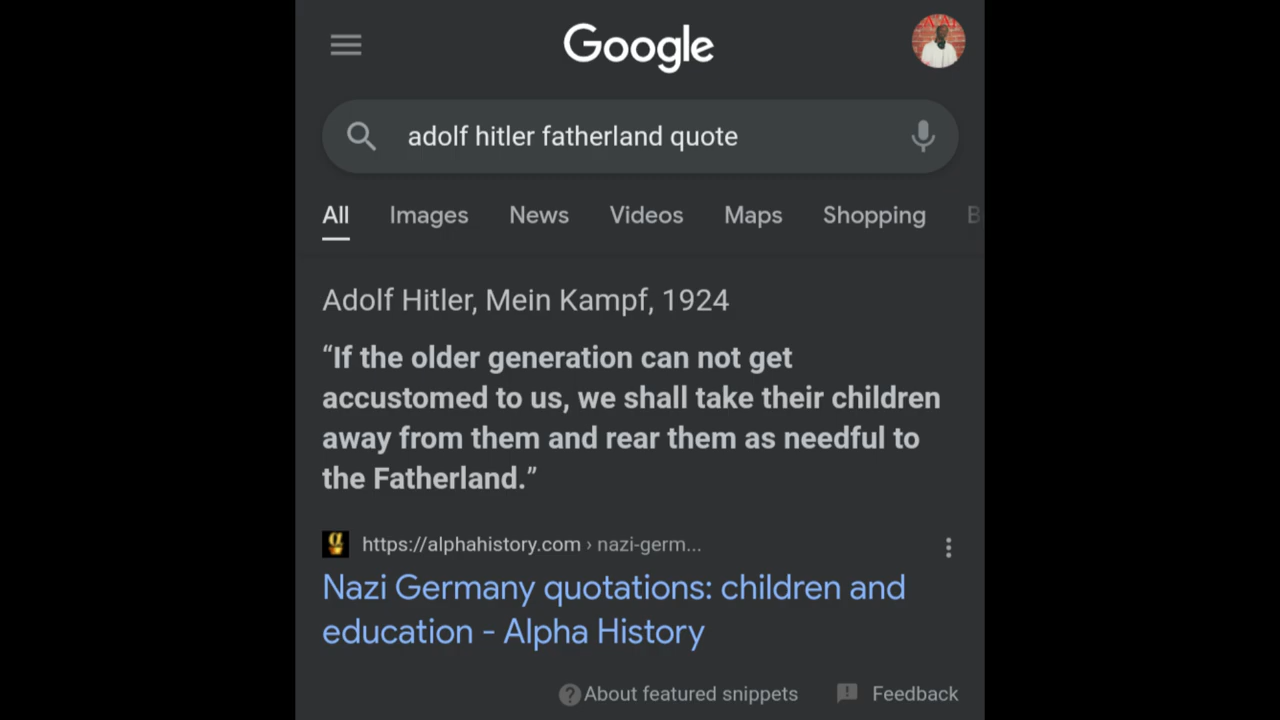 Google
adolf hitler fatherland quote
All Images News Videos Maps Shopping B
Adolf Hitler, Mein Kampf, 1924
“If the older generation can not get
accustomed to us, we shall take their children
away from them and rear them as needful to
the Fatherland.”
https://alphahistory.com › nazi-germ...
Nazi Germany quotations: children and
education - Alpha History
About featured snippets Feedback